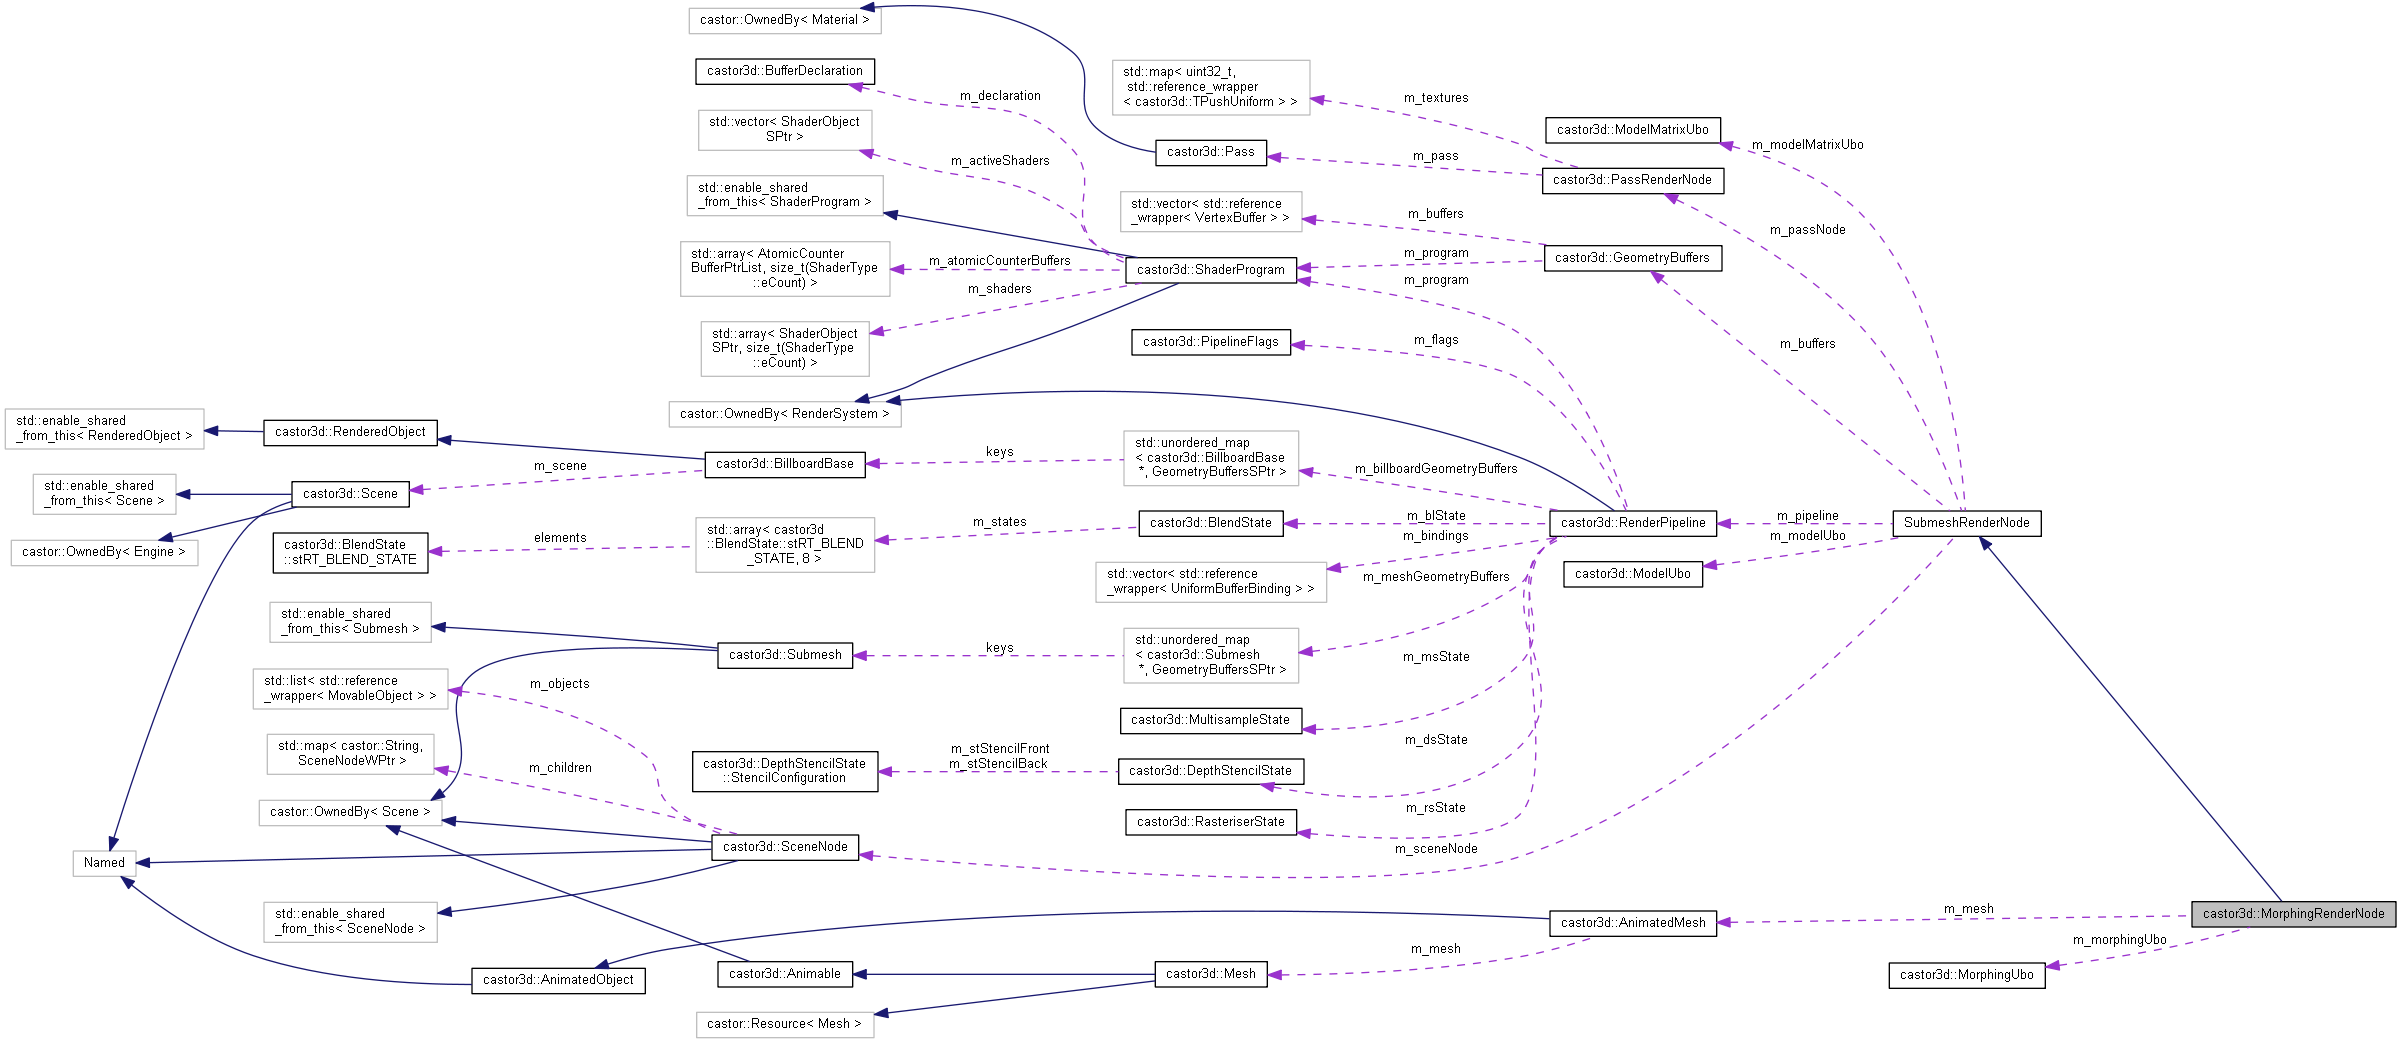 castor::OwnedBy< Material >
castor3d::BufferDeclaration
std::vector< ShaderObject
SPtr >
std::enable_shared
_from_this< ShaderProgram >
std::array< AtomicCounter
BufferPtrList, size_t(ShaderType
::eCount) >
std::array< ShaderObject
SPtr, size_t(ShaderType
::eCount) >
castor::OwnedBy< RenderSystem >
m_declaration
m_activeShaders
m_atomicCounterBuffers
m_shaders
std::map< uint32_t,
std::reference_wrapper
< castor3d::TPushUniform > >
castor3d::Pass
std::vector< std::reference
_wrapper< VertexBuffer > >
castor3d::ShaderProgram
castor3d::PipelineFlags
m_textures
m_pass
m_buffers
m_program
m_program
m_flags
castor3d::ModelMatrixUbo
castor3d::PassRenderNode
castor3d::GeometryBuffers
m_modelMatrixUbo
m_passNode
m_buffers
std::enable_shared
_from_this< RenderedObject >
castor3d::RenderedObject
std::enable_shared
_from_this< Scene >
castor3d::Scene
castor::OwnedBy< Engine >
castor3d::BlendState
::stRT_BLEND_STATE
m_scene
elements
castor3d::BillboardBase
std::array< castor3d
::BlendState::stRT_BLEND
_STATE, 8 >
keys
m_states
std::unordered_map
< castor3d::BillboardBase
*, GeometryBuffersSPtr >
castor3d::BlendState
std::vector< std::reference
_wrapper< UniformBufferBinding > >
m_billboardGeometryBuffers
m_blState
m_bindings
m_meshGeometryBuffers
castor3d::RenderPipeline
castor3d::ModelUbo
m_pipeline
m_modelUbo
SubmeshRenderNode
std::enable_shared
_from_this< Submesh >
std::list< std::reference
_wrapper< MovableObject > >
std::map< castor::String,
SceneNodeWPtr >
castor::OwnedBy< Scene >
Named
std::enable_shared
_from_this< SceneNode >
castor3d::AnimatedObject
m_objects
m_children
castor3d::Submesh
castor3d::DepthStencilState
::StencilConfiguration
castor3d::SceneNode
castor3d::Animable
castor::Resource< Mesh >
keys
m_stStencilFront
m_stStencilBack
std::unordered_map
< castor3d::Submesh
*, GeometryBuffersSPtr >
castor3d::MultisampleState
castor3d::DepthStencilState
castor3d::RasteriserState
castor3d::Mesh
m_msState
m_dsState
m_rsState
m_sceneNode
m_mesh
castor3d::AnimatedMesh
m_mesh
m_morphingUbo
castor3d::MorphingUbo
castor3d::MorphingRenderNode